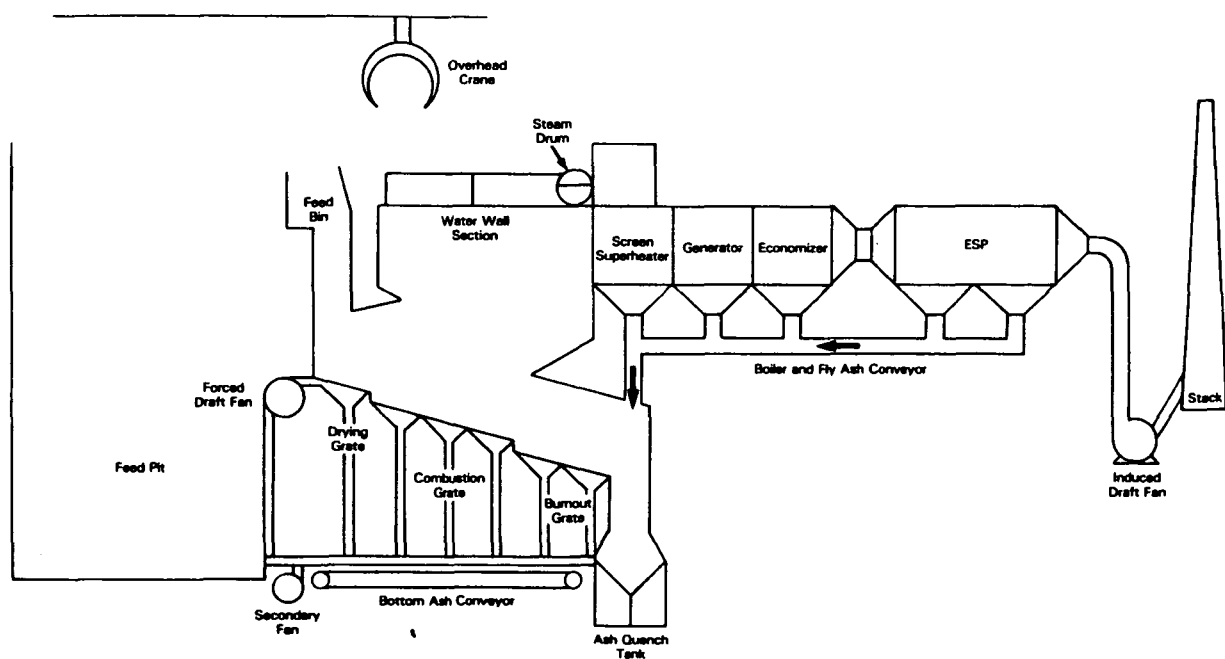 Overhead
Crane
Steam
Drum
Feed
Bin
Water Wall
Section
Screen
Superheater
Generator
Economizer
ESP
Boiler and Fly Ash Conveyor
Stack
Forced
Draft Fan
Drying
Grate
Feed Pit
Combustion
Grate
Burnout
Grate
Induced
Draft Fan
Secondary
Fan
Bottom Ash Conveyor
Ash Quench
Tank